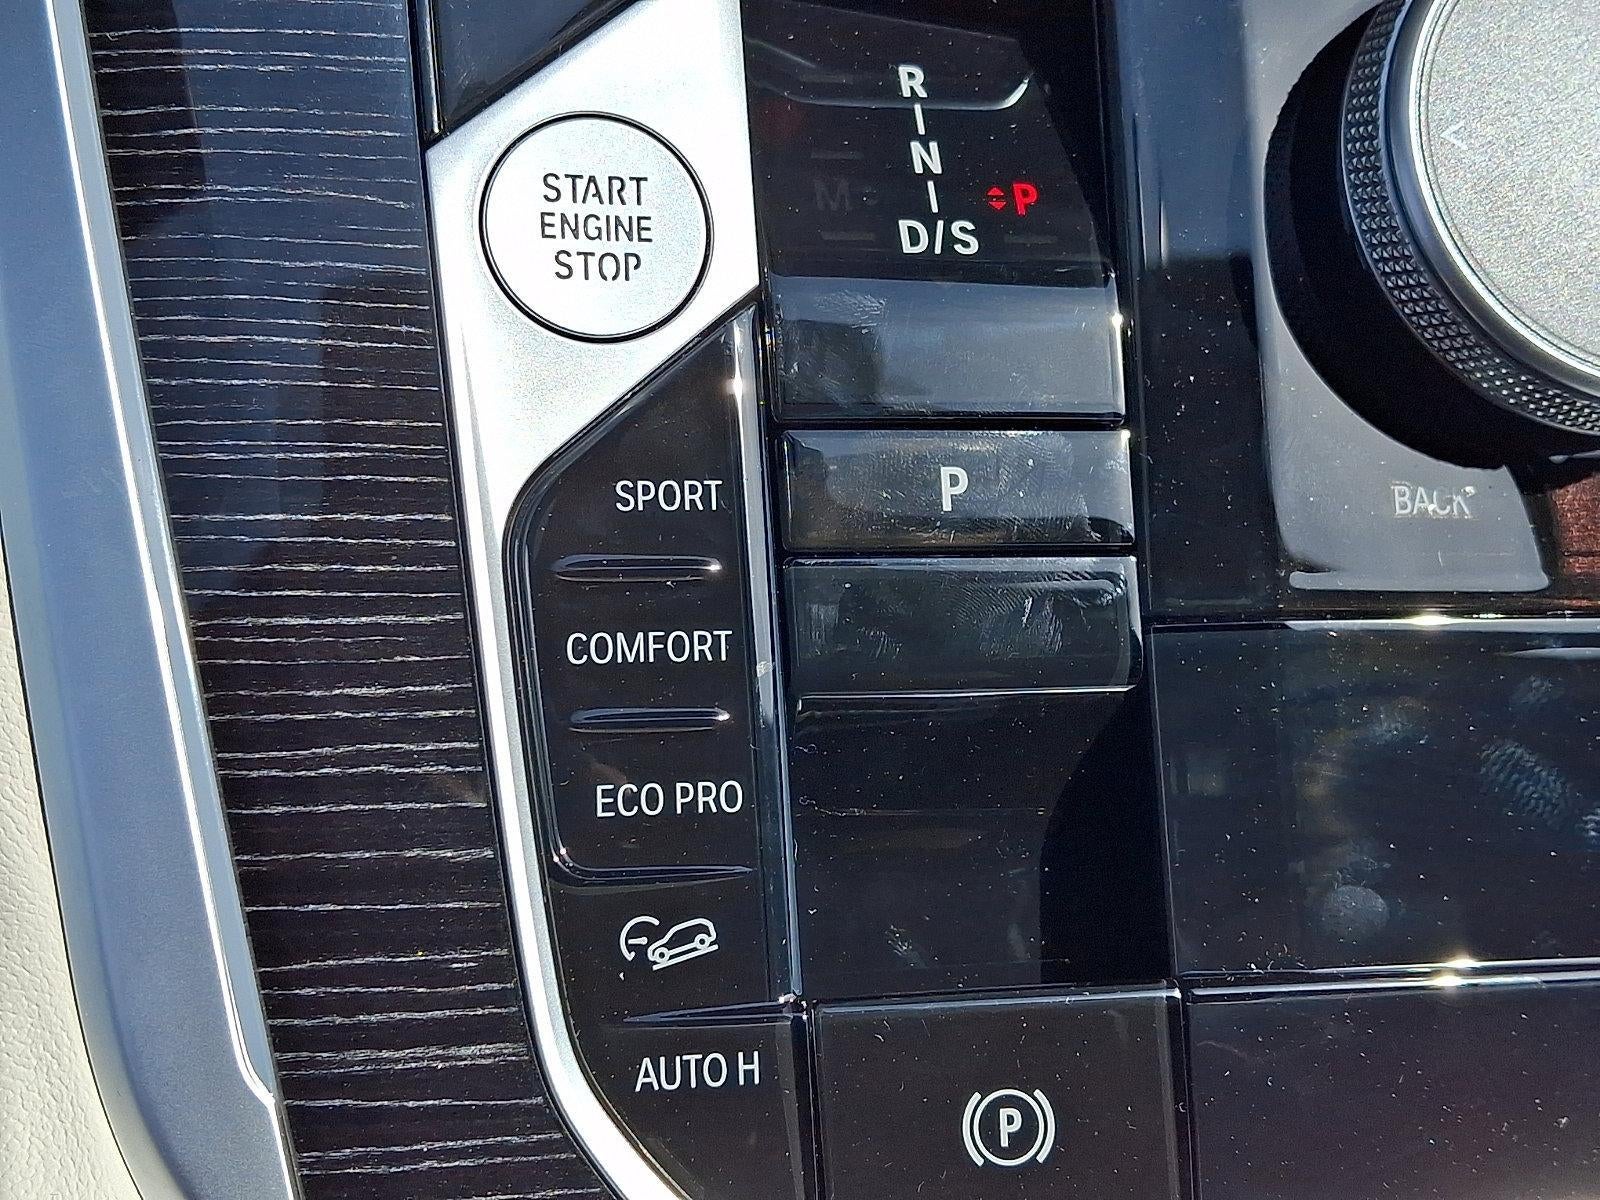 START
ENGINE
STOP
R
N
D/S
M
P
SPORT
P
BACK
COMFORT
ECO PRO
AUTO H
P